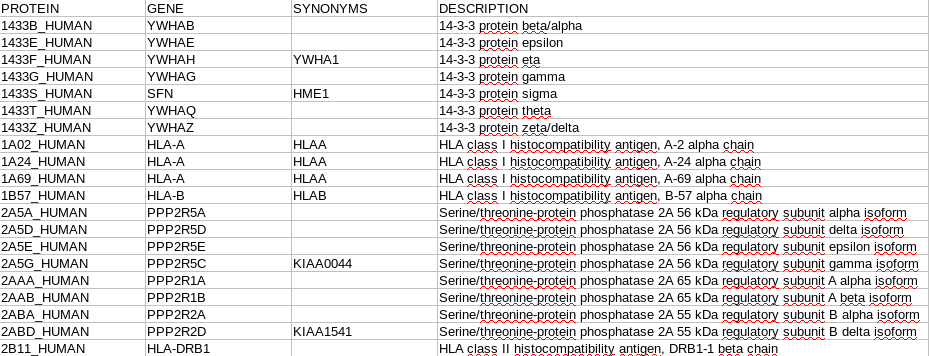 PROTEIN GENE SYNONYMS DESCRIPTION
1433B_HUMAN YWHAB 14-3-3 protein beta/alpha
1433E_HUMAN YWHAE 14-3-3 protein epsilon
1433F_HUMAN YWHAH YWHA1 14-3-3 protein eta
1433G_HUMAN YWHAG 14-3-3 protein gamma
1433S_HUMAN SFN HME1 14-3-3 protein sigma
1433T_HUMAN YWHAQ 14-3-3 protein theta
1433Z_HUMAN YWHAZ 14-3-3 protein zeta/delta
1A02_HUMAN HLA-A HLAA HLA class I histocompatibility antigen, A-2 alpha chain
1A24_HUMAN HLA-A HLAA HLA class I histocompatibility antigen, A-24 alpha chain
1A69_HUMAN HLA-A HLAA HLA class I histocompatibility antigen, A-69 alpha chain
1B57_HUMAN HLA-B HLAB HLA class I histocompatibility antigen, B-57 alpha chain
2A5A_HUMAN PPP2R5A Serine/threonine-protein phosphatase 2A 56 kDa regulatory subunit alpha isoform
2A5D_HUMAN PPP2R5D Serine/threonine-protein phosphatase 2A 56 kDa regulatory subunit delta isoform
2A5E_HUMAN PPP2R5E Serine/threonine-protein phosphatase 2A 56 kDa regulatory subunit epsilon isoform
2A5G_HUMAN PPP2R5C KIAA0044 Serine/threonine-protein phosphatase 2A 56 kDa regulatory subunit gamma isoform
2AAA_HUMAN PPP2R1A Serine/threonine-protein phosphatase 2A 65 kDa regulatory subunit A alpha isoform
2AAB_HUMAN PPP2R1B Serine/threonine-protein phosphatase 2A 65 kDa regulatory subunit A beta isoform
2ABA_HUMAN PPP2R2A Serine/threonine-protein phosphatase 2A 55 kDa regulatory subunit B alpha isoform
2ABD_HUMAN PPP2R2D KIAA1541 Serine/threonine-protein phosphatase 2A 55 kDa regulatory subunit B delta isoform
2B11_HUMAN HLA-DRB1 HLA class II histocompatibility antigen, DRB1-1 beta chain